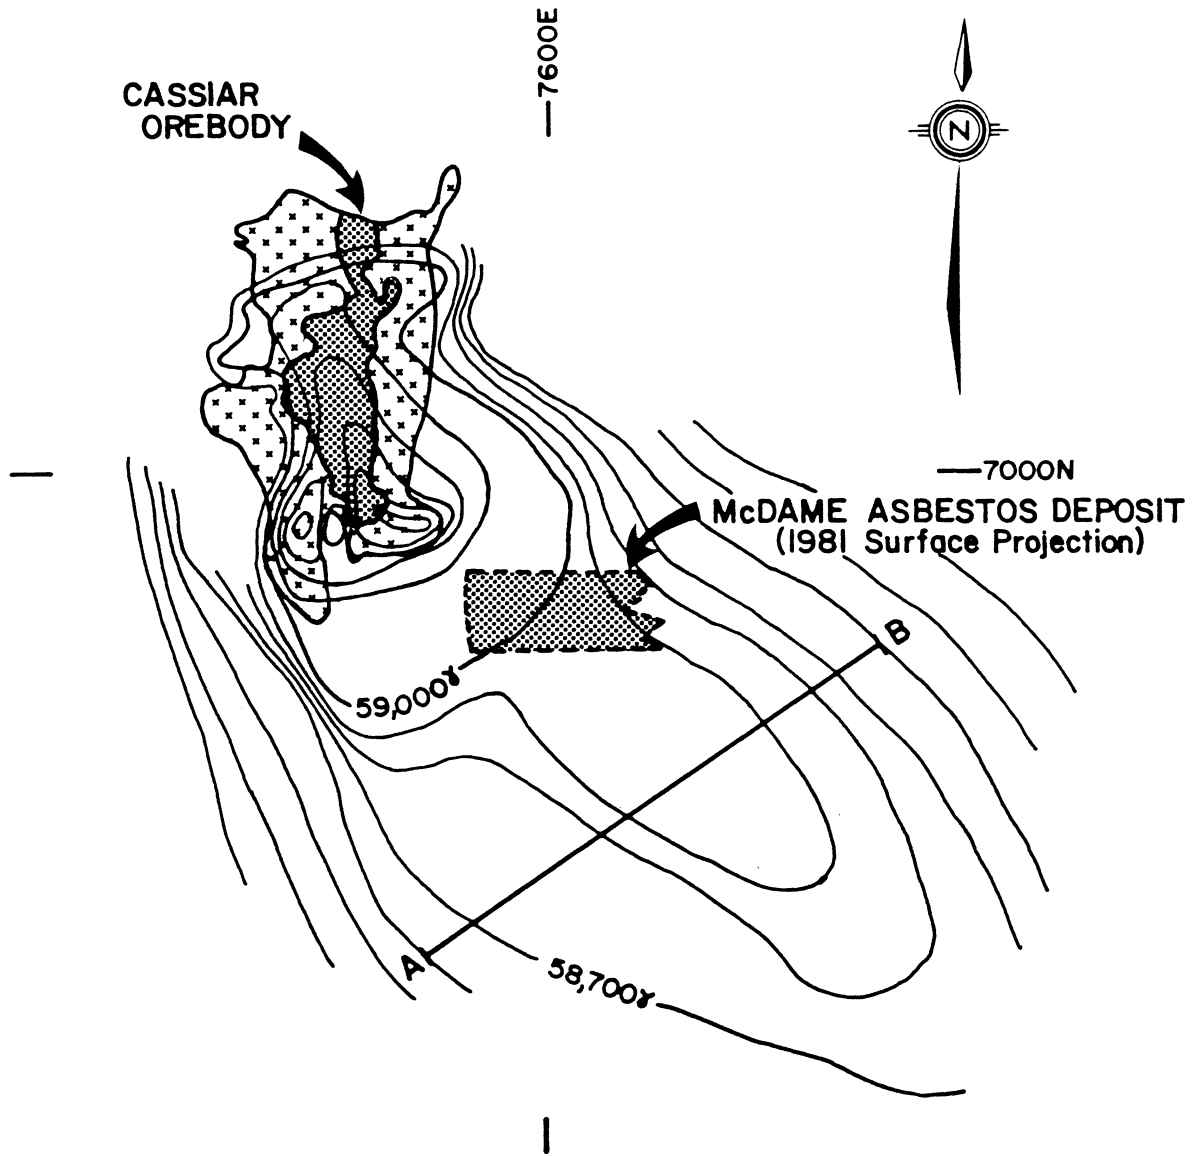 7600E
CASSIAR
OREBODY
N
7000N
McDAME ASBESTOS DEPOSIT
(1981 Surface Projection)
B
59,000γ
A
58,700γ